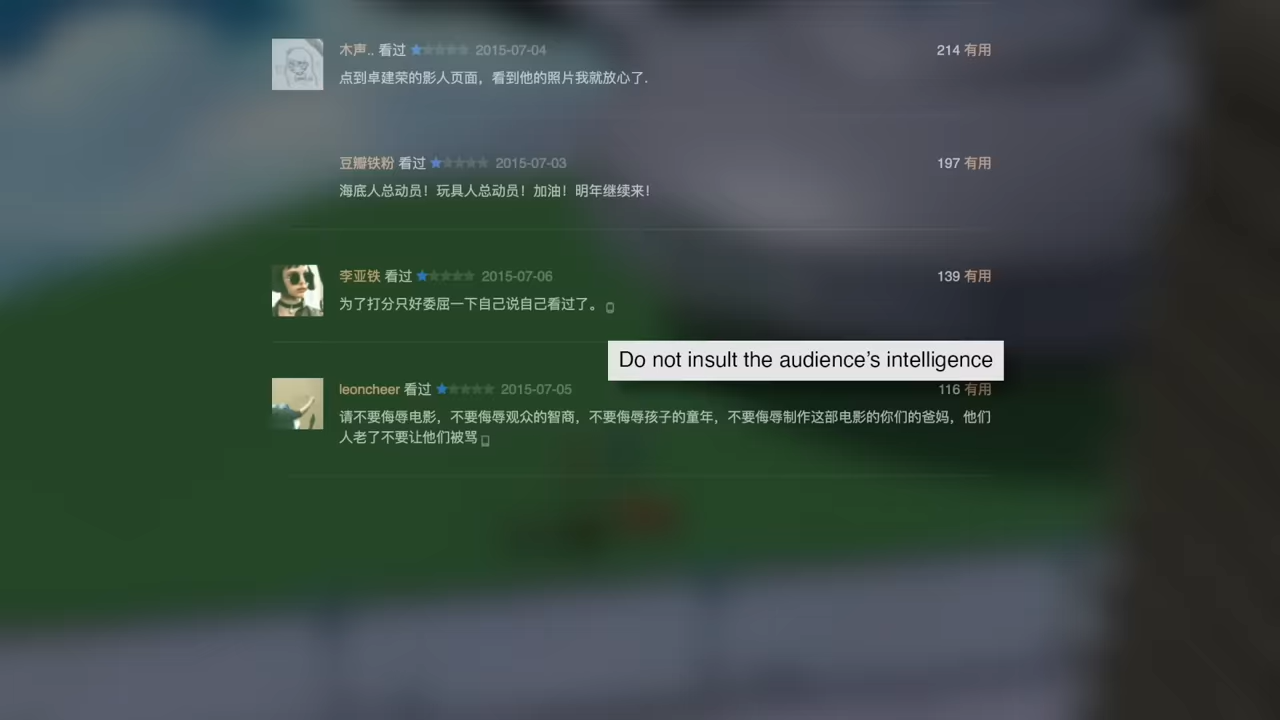 木声.. 看过 2015-07-04 214 有用
点到卓建荣的影人页面，看到他的照片我就放心了.
豆瓣铁粉 看过 2015-07-03 197 有用
海底人总动员！玩具人总动员！加油！明年继续来！
李亚铁 看过 2015-07-06 139 有用
为了打分只好委屈一下自己说自己看过了。
Do not insult the audience’s intelligence
leoncheer 看过 2015-07-05 116 有用
请不要侮辱电影，不要侮辱观众的智商，不要侮辱孩子的童年，不要侮辱制作这部电影的你们的爸妈，他们
人老了不要让他们被骂